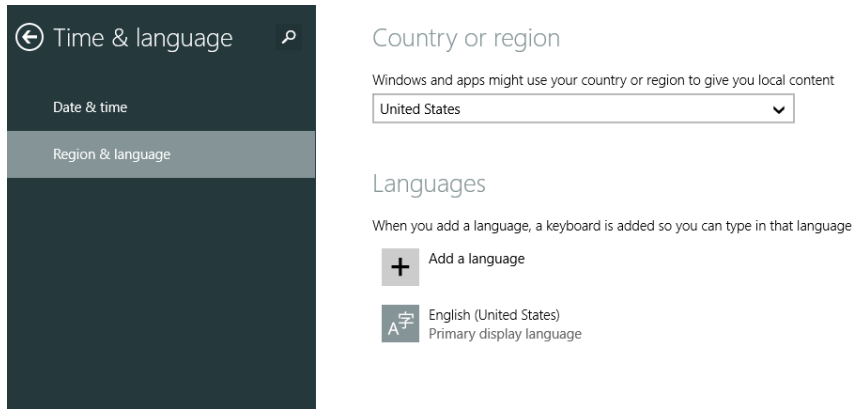 Time & language
Date & time
Region & language
Country or region
Windows and apps might use your country or region to give you local content
United States
Languages
When you add a language, a keyboard is added so you can type in that language
Add a language
A字
English (United States)
Primary display language